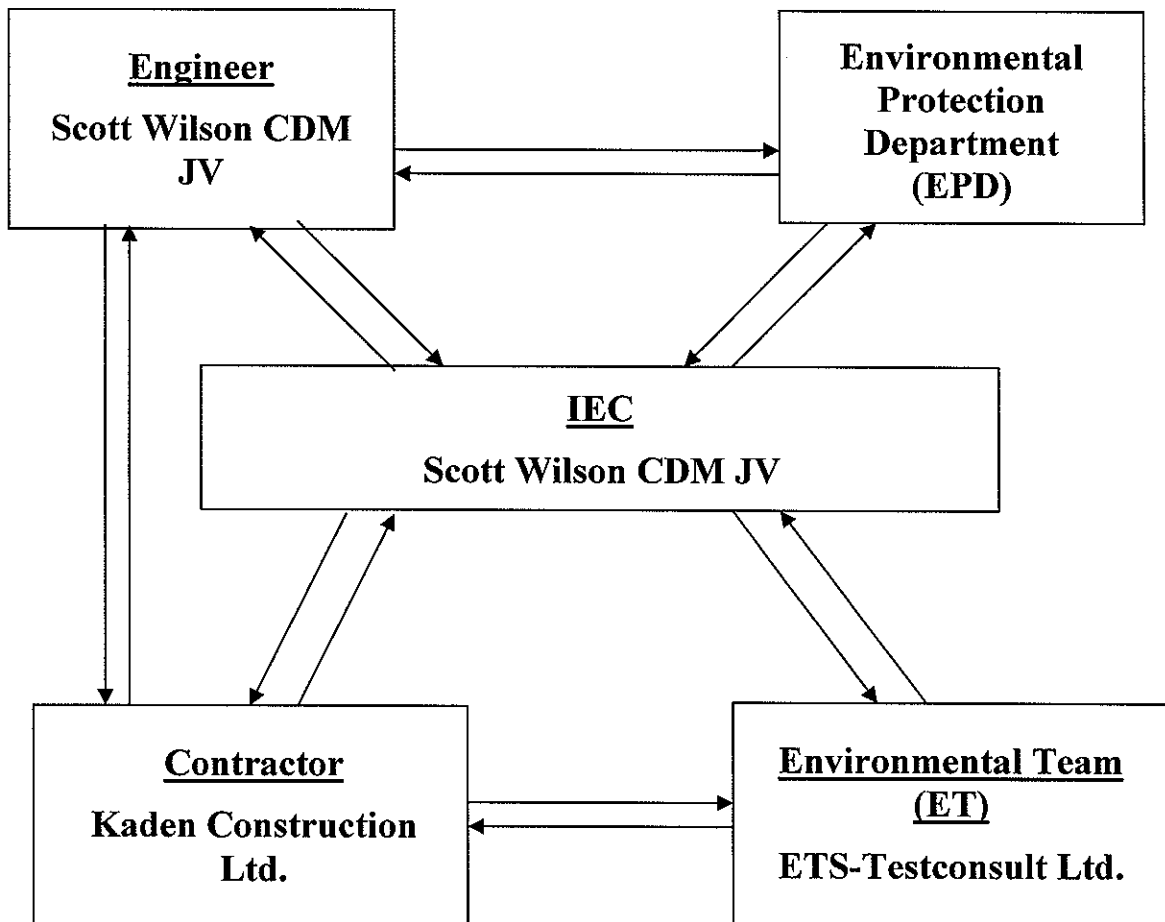 Engineer
Scott Wilson CDM
JV
Environmental
Protection
Department
(EPD)
IEC
Scott Wilson CDM JV
Contractor
Kaden Construction
Ltd.
Environmental Team
(ET)
ETS-Testconsult Ltd.